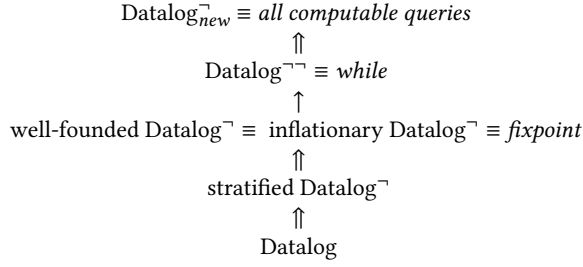 Datalog¬new ≡ all computable queries
⇑
Datalog¬¬ ≡ while
↑
well-founded Datalog¬ ≡ inflationary Datalog¬ ≡ fixpoint
⇑
stratified Datalog¬
⇑
Datalog